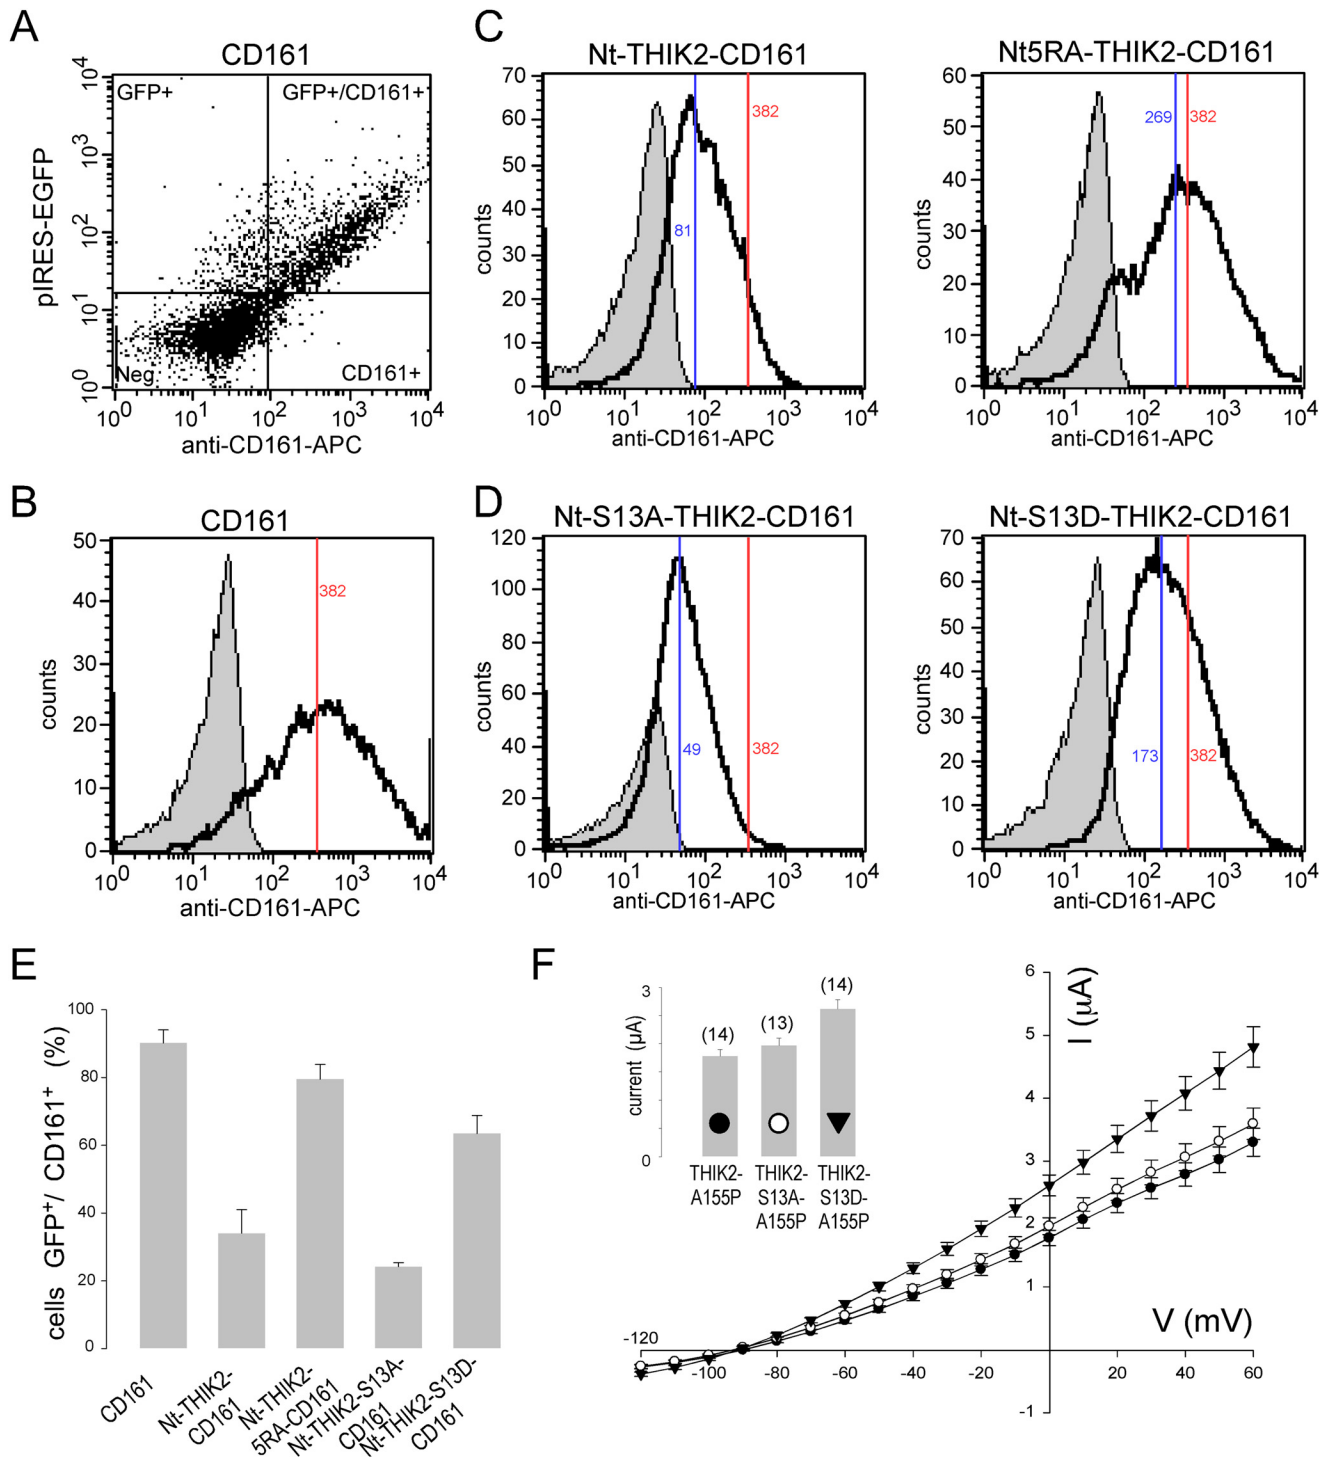 A
CD161
pIRES-EGFP
10^4
10^3
10^2
10^1
10^0
GFP+
GFP+/CD161+
Neg
CD161+
10^0 10^1 10^2 10^3 10^4
anti-CD161-APC
B
CD161
counts
50
40
30
20
10
0
382
10^0 10^1 10^2 10^3 10^4
anti-CD161-APC
C
Nt-THIK2-CD161
counts
70
60
50
40
30
20
10
0
81
382
10^0 10^1 10^2 10^3 10^4
anti-CD161-APC
Nt5RA-THIK2-CD161
counts
60
50
40
30
20
10
0
269
382
10^0 10^1 10^2 10^3 10^4
anti-CD161-APC
D
Nt-S13A-THIK2-CD161
counts
120
100
80
60
40
20
0
49
382
10^0 10^1 10^2 10^3 10^4
anti-CD161-APC
Nt-S13D-THIK2-CD161
counts
70
60
50
40
30
20
10
0
173
382
10^0 10^1 10^2 10^3 10^4
anti-CD161-APC
E
cells GFP+/ CD161+ (%)
100
80
60
40
20
0
CD161
Nt-THIK2-
CD161
Nt-THIK2-
5RA-CD161
Nt-THIK2-S13A-
CD161
Nt-THIK2-S13D-
CD161
F
current (µA)
3
0
(14)
(13)
(14)
THIK2-
A155P
THIK2-
S13A-
A155P
THIK2-
S13D-
A155P
I (µA)
6
5
4
3
2
1
-1
V (mV)
-120
-100 -80 -60 -40 -20 20 40 60